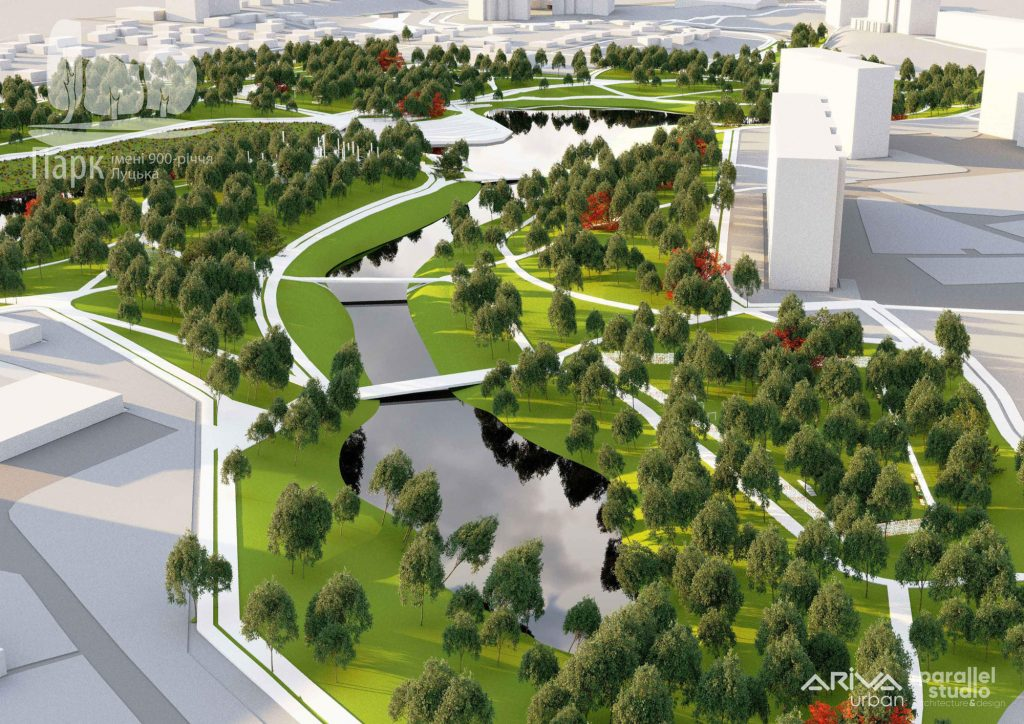 Парк імені 900-річчя
Луцька
ARIVA
urban
parallel
studio
architecture&design